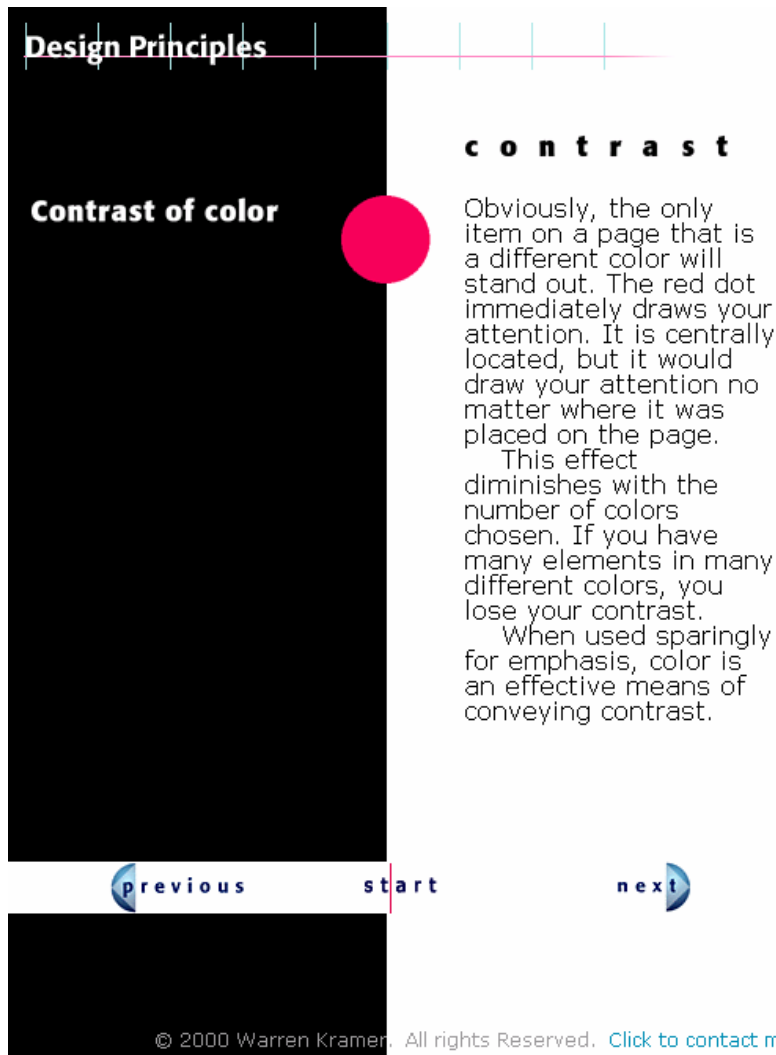 Design Principles
contrast
Contrast of color
Obviously, the only
item on a page that is
a different color will
stand out. The red dot
immediately draws your
attention. It is centrally
located, but it would
draw your attention no
matter where it was
placed on the page.
This effect
diminishes with the
number of colors
chosen. If you have
many elements in many
different colors, you
lose your contrast.
When used sparingly
for emphasis, color is
an effective means of
conveying contrast.
previous start next
© 2000 Warren Kramer. All rights Reserved. Click to contact